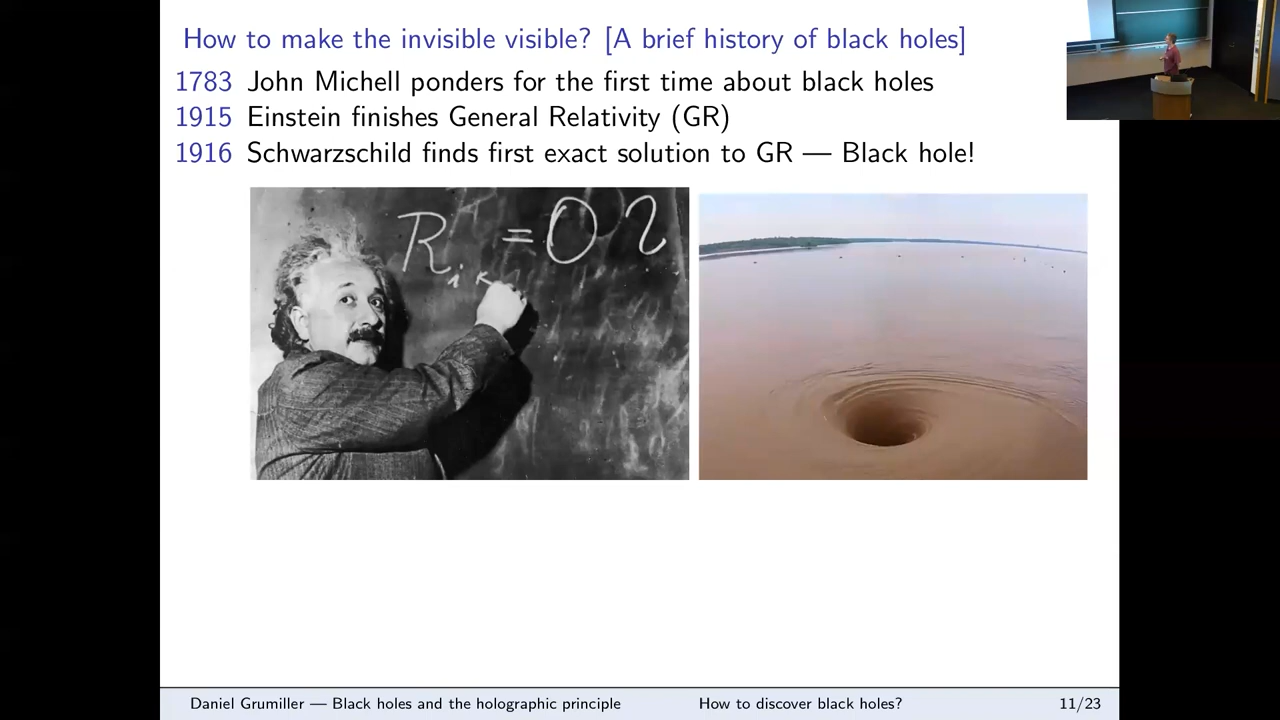 How to make the invisible visible? [A brief history of black holes]
1783 John Michell ponders for the first time about black holes
1915 Einstein finishes General Relativity (GR)
1916 Schwarzschild finds first exact solution to GR — Black hole!
R i κ = 0 ?
Daniel Grumiller — Black holes and the holographic principle How to discover black holes? 11/23